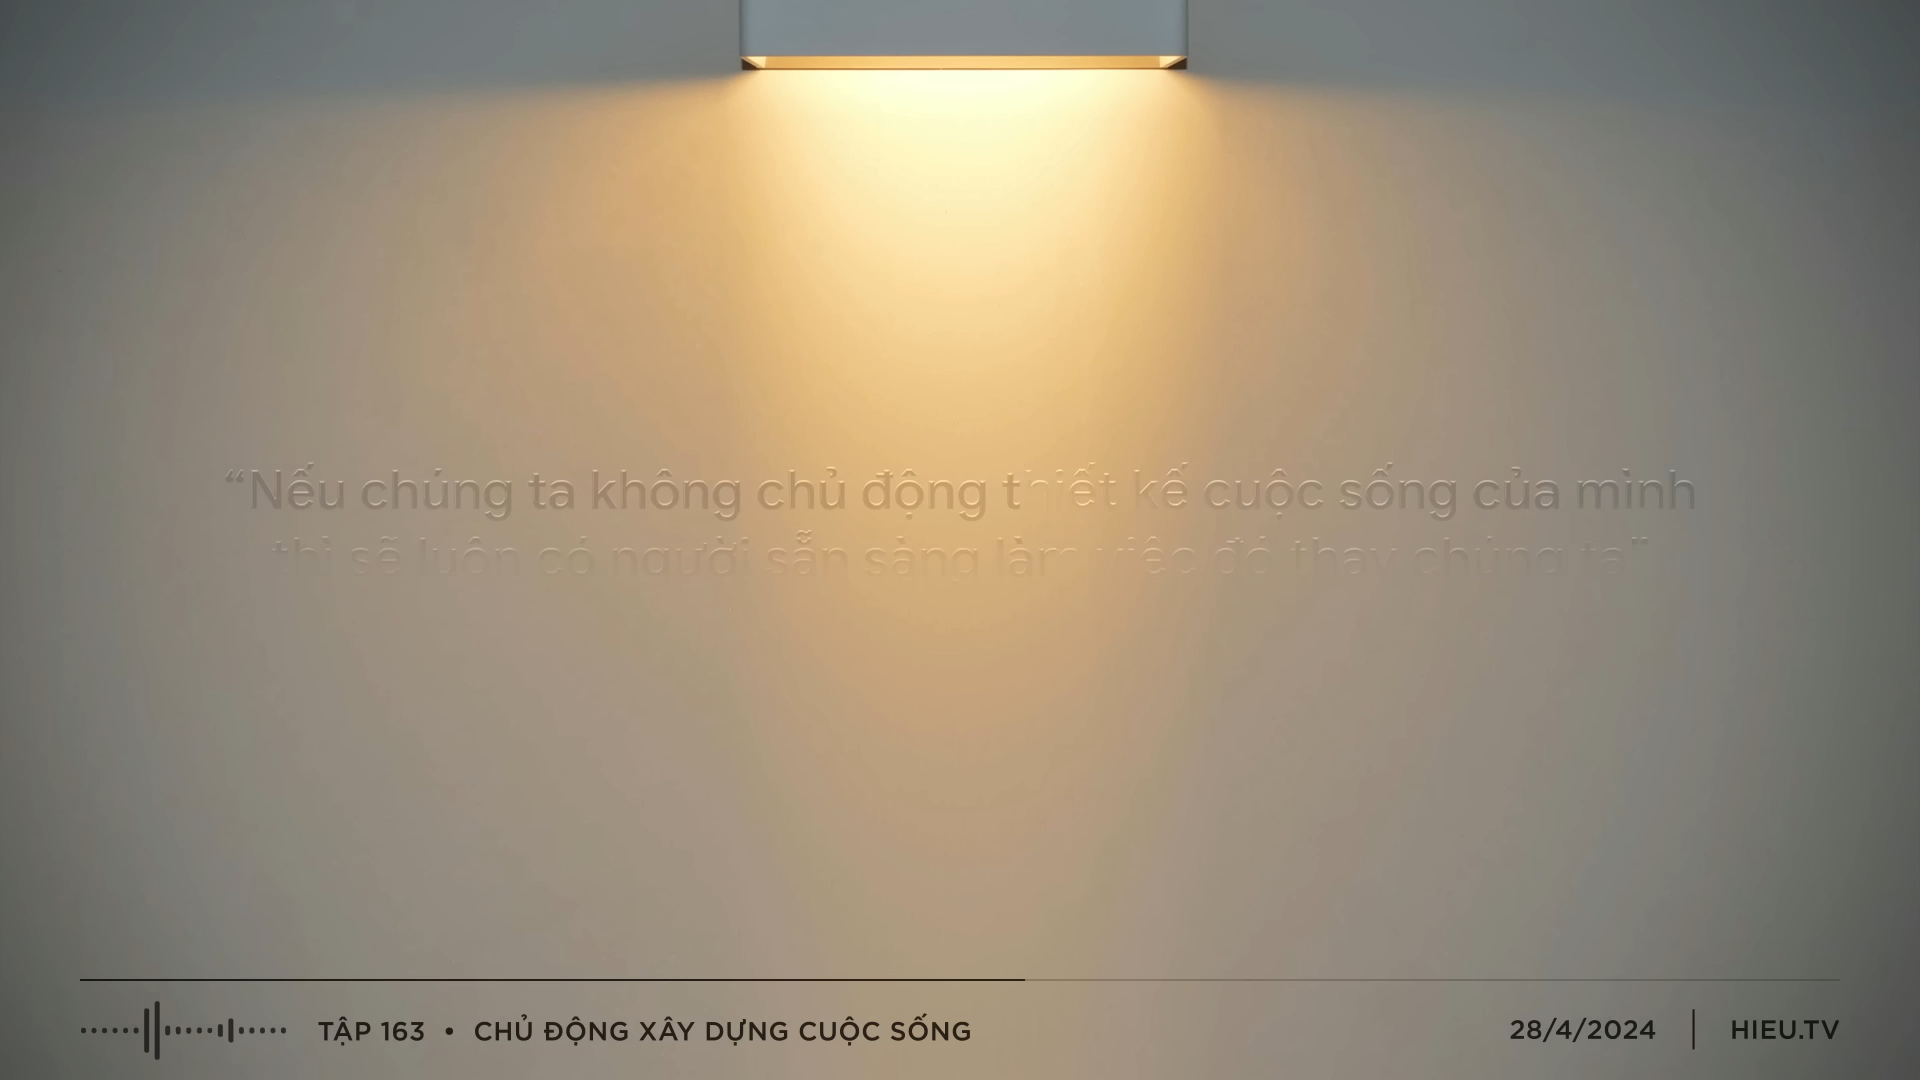 “Nếu chúng ta không chủ động thiết kế cuộc sống của mình
thì sẽ luôn có người sẵn sàng làm việc đó thay chúng ta”
TẬP 163 • CHỦ ĐỘNG XÂY DỰNG CUỘC SỐNG
28/4/2024 | HIEU.TV